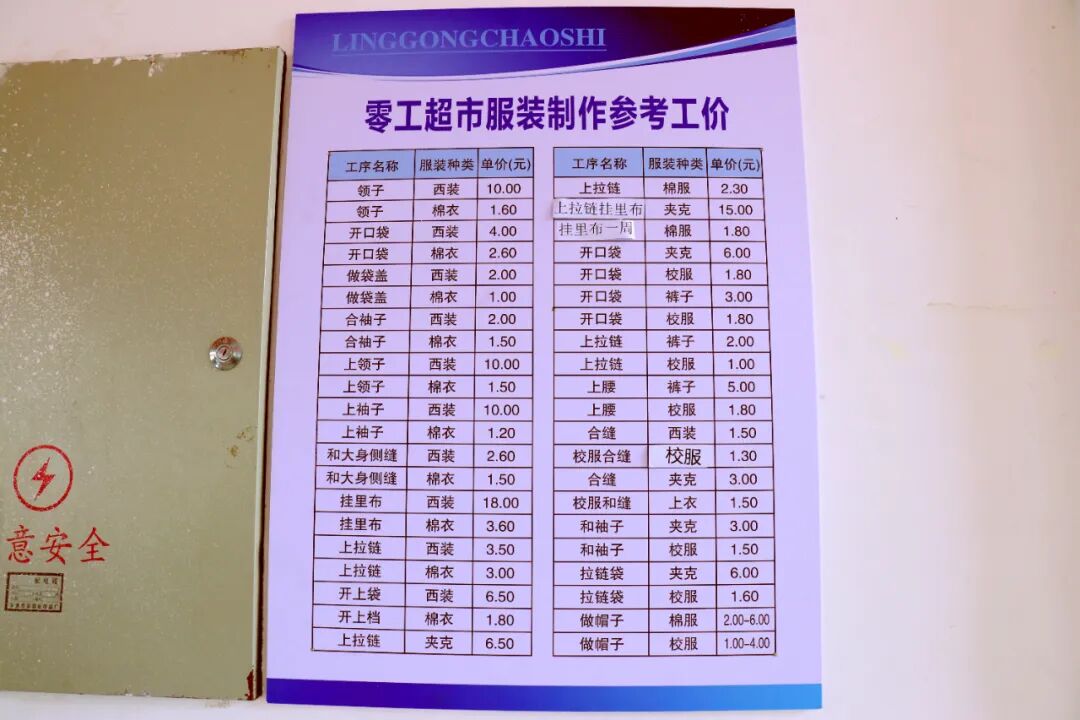 LINGGONGCHAOSHI
零工超市服装制作参考工价
工序名称 服装种类 单价(元)
领子 西装 10.00
领子 棉衣 1.60
开口袋 西装 4.00
开口袋 棉衣 2.60
做袋盖 西装 2.00
做袋盖 棉衣 1.00
合袖子 西装 2.00
合袖子 棉衣 1.50
上领子 西装 10.00
上领子 棉衣 1.50
上袖子 西装 10.00
上袖子 棉衣 1.20
和大身侧缝 西装 2.60
和大身侧缝 棉衣 1.50
挂里布 西装 18.00
挂里布 棉衣 3.60
上拉链 西装 3.50
上拉链 棉衣 3.00
开上袋 西装 6.50
开上档 棉衣 1.80
上拉链 夹克 6.50
工序名称 服装种类 单价(元)
上拉链 棉服 2.30
上拉链挂里布 夹克 15.00
挂里布一周 棉服 1.80
开口袋 夹克 6.00
开口袋 校服 1.80
开口袋 裤子 3.00
开口袋 校服 1.80
上拉链 裤子 2.00
上拉链 校服 1.00
上腰 裤子 5.00
上腰 校服 1.80
合缝 西装 1.50
校服合缝 校服 1.30
合缝 夹克 3.00
校服和缝 上衣 1.50
和袖子 夹克 3.00
和袖子 校服 1.50
拉链袋 夹克 6.00
拉链袋 校服 1.60
做帽子 棉服 2.00-6.00
做帽子 校服 1.00-4.00
意安全